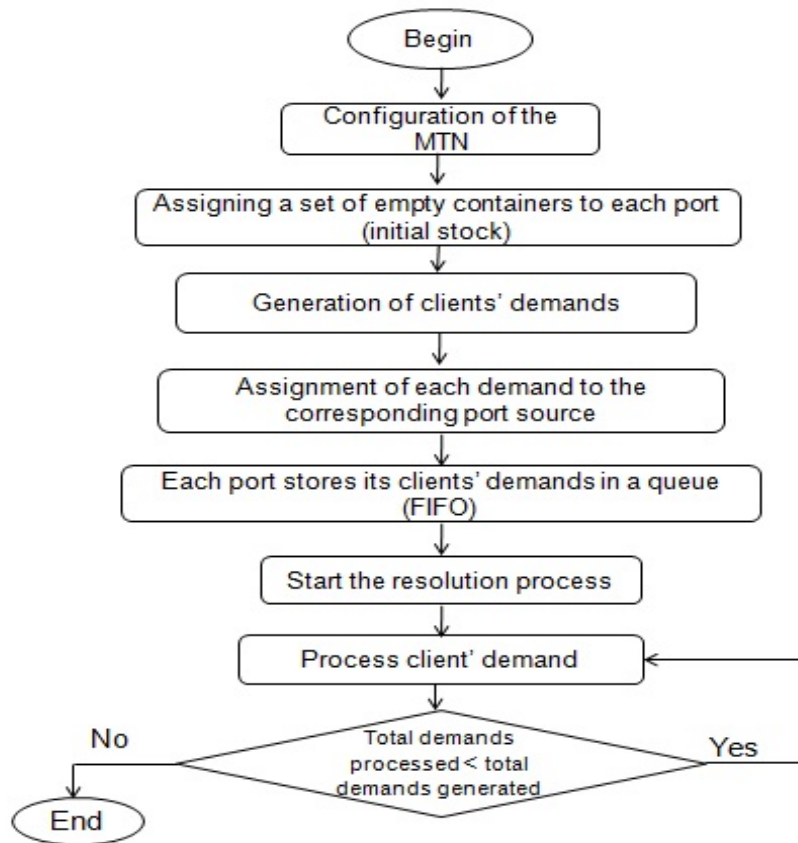 Begin
Configuration of the
MTN
Assigning a set of empty containers to each port
(initial stock)
Generation of clients' demands
Assignment of each demand to the
corresponding port source
Each port stores its clients' demands in a queue
(FIFO)
Start the resolution process
Process client' demand
No
Total demands
processed < total
demands generated
Yes
End